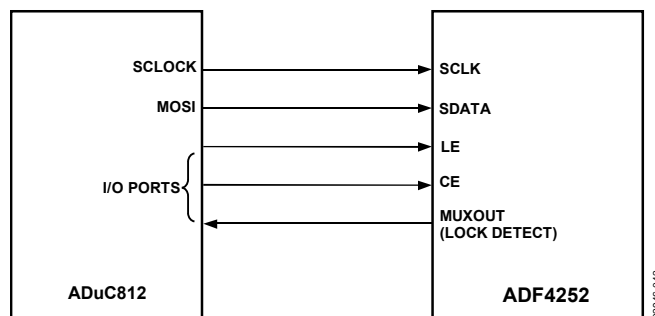 SCLOCK
MOSI
I/O PORTS
ADuC812
SCLK
SDATA
LE
CE
MUXOUT
(LOCK DETECT)
ADF4252